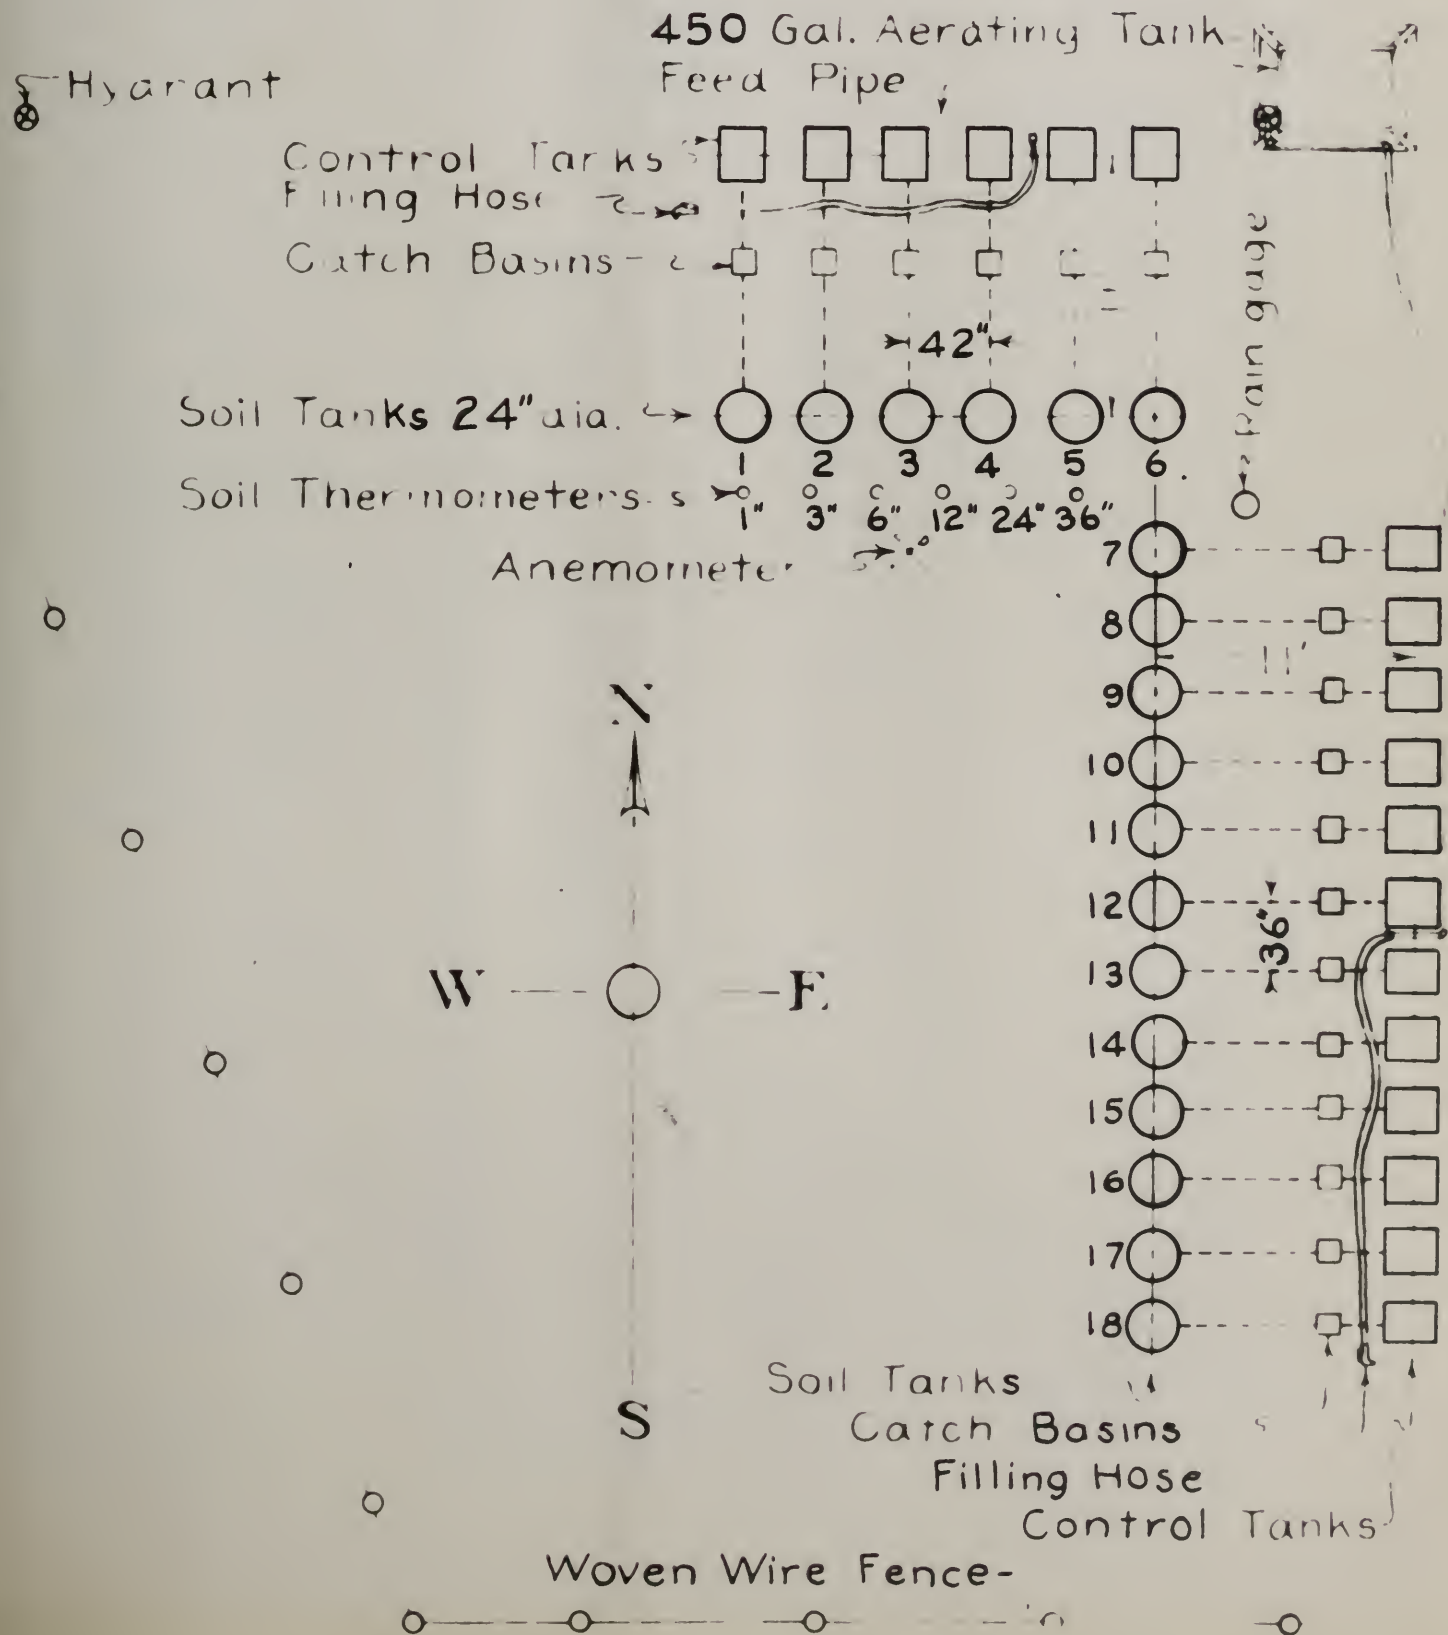 450 Gal. Aerating Tank
Hydrant
Feed Pipe
Control Tanks
Filling Hose
Catch Basins
42"
Rain gage
Soil Tanks 24" dia.
1 2 3 4 5 6
Soil Thermometers
1" 3" 6" 12" 24" 36"
Anemometer
7
8
11'
9
N
10
11
12
36"
W E
13
14
15
16
17
18
Soil Tanks
S
Catch Basins
Filling Hose
Control Tanks
Woven Wire Fence